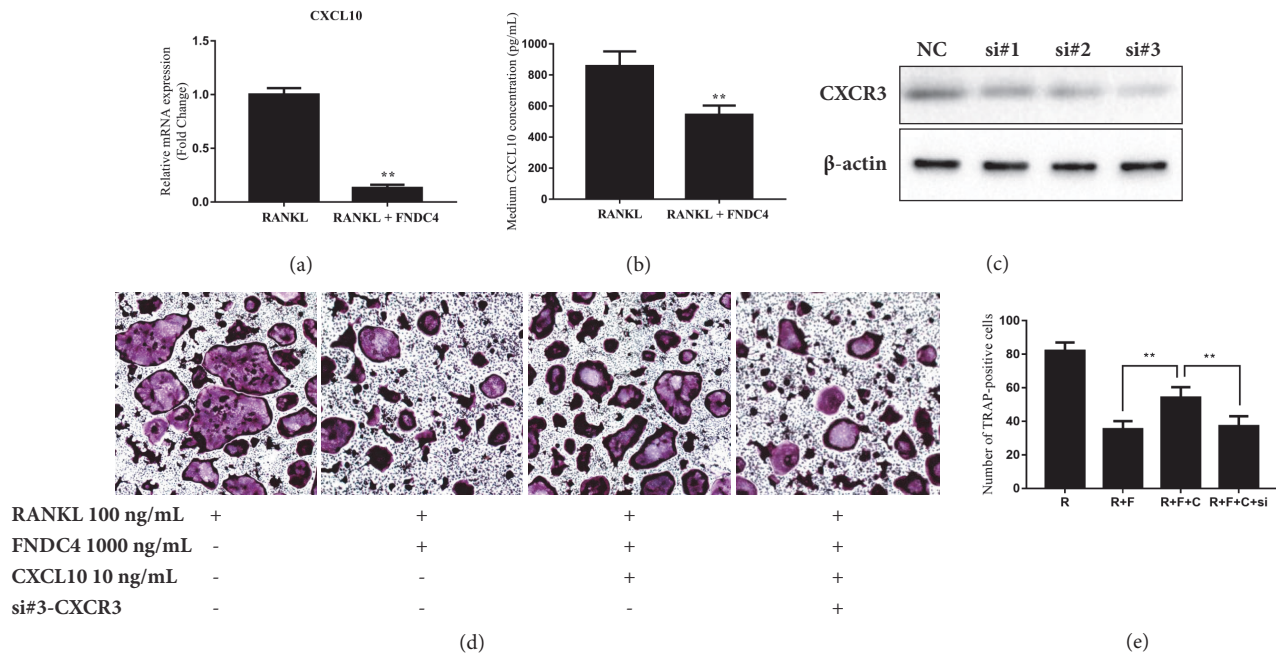 CXCL10
Relative mRNA expression
(Fold Change)
1.5
1.0
0.5
0.0
RANKL
RANKL + FNDC4
**
(a)
Medium CXCL10 concentration (pg/mL)
1000
800
600
400
200
0
RANKL
RANKL + FNDC4
**
(b)
NC si#1 si#2 si#3
CXCR3
β-actin
(c)
RANKL 100 ng/mL + + + +
FNDC4 1000 ng/mL - + + +
CXCL10 10 ng/mL - - + +
si#3-CXCR3 - - - +
(d)
Number of TRAP-positive cells
100
80
60
40
20
0
** **
R R+F R+F+C R+F+C+si
(e)